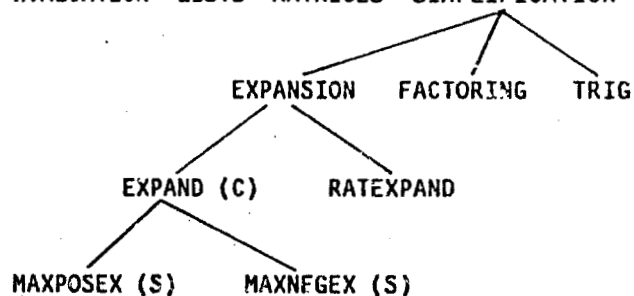 EXPANSION FACTORING TRIG
EXPAND (C) RATEXPAND
MAXPOSEX (S) MAXNEGEX (S)